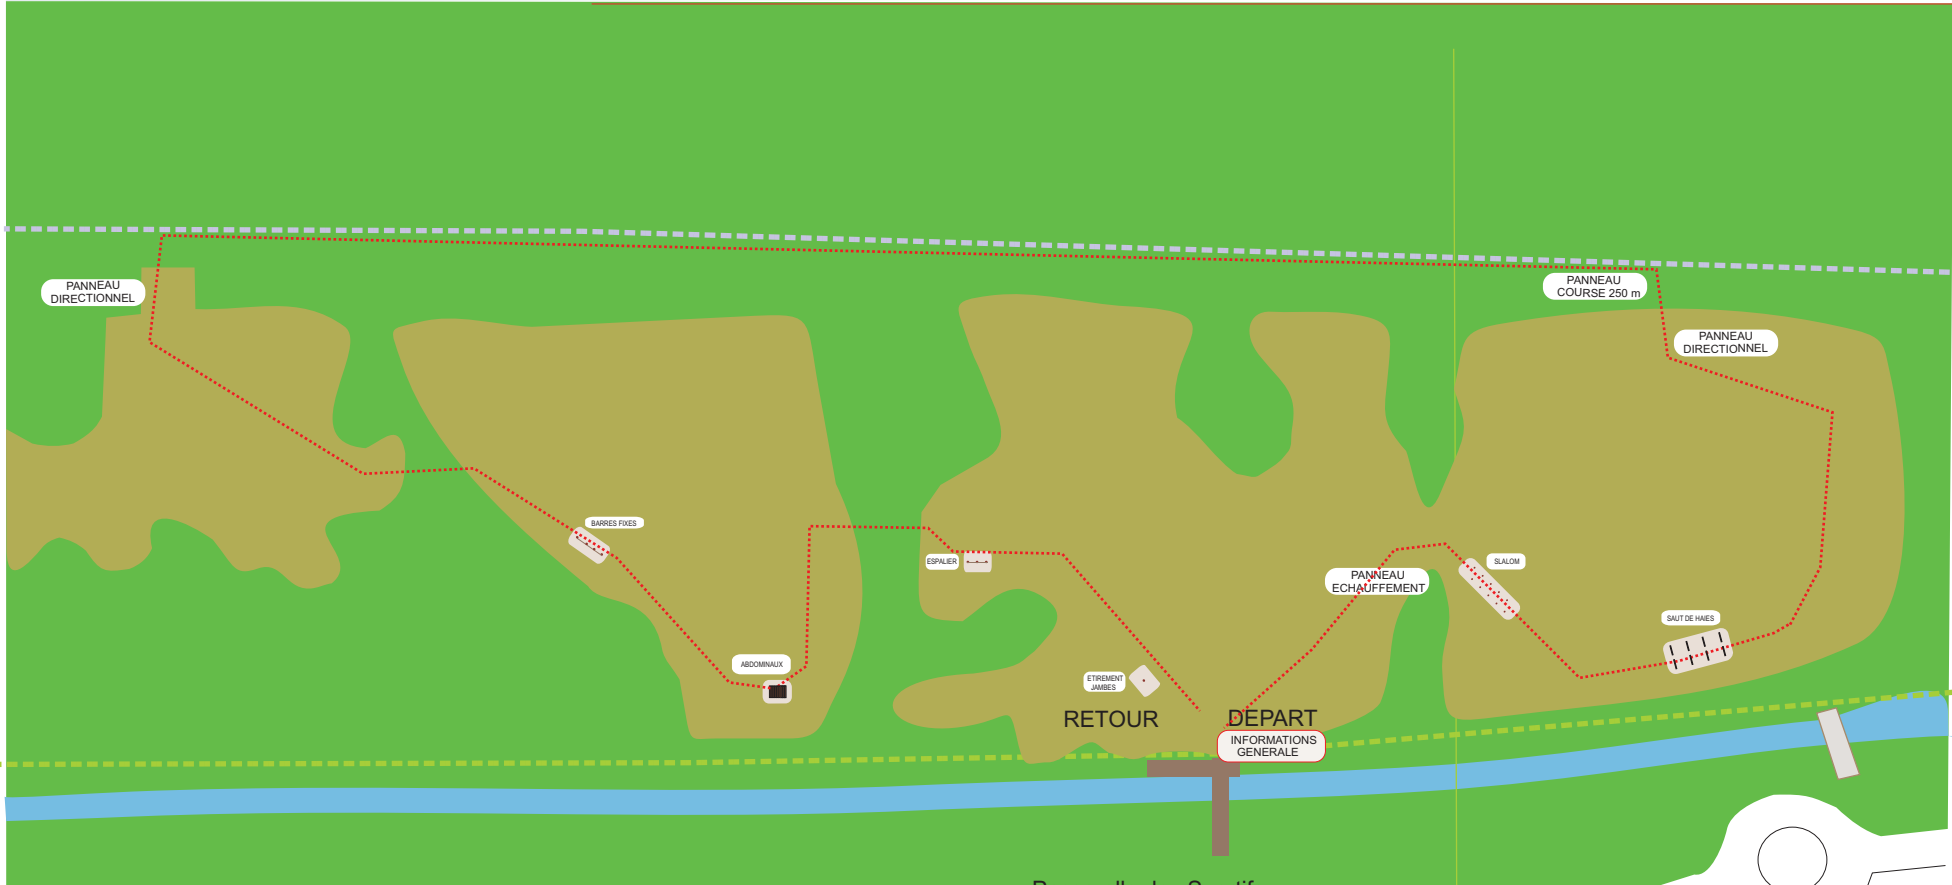 PANNEAU
DIRECTIONNEL
PANNEAU
COURSE 250 m
PANNEAU
DIRECTIONNEL
BARRES FIXES
ESPALIER
PANNEAU
ECHAUFFEMENT
SLALOM
SAUT DE HAIES
ABDOMINAUX
ETIREMENT
JAMBES
RETOUR
DEPART
INFORMATIONS
GENERALE